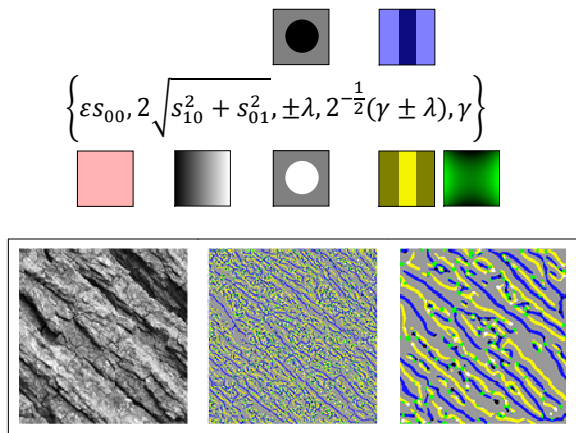 {εs₀₀, 2√(s₁₀² + s₀₁²), ±λ, 2^(-1/2)(γ ± λ), γ}